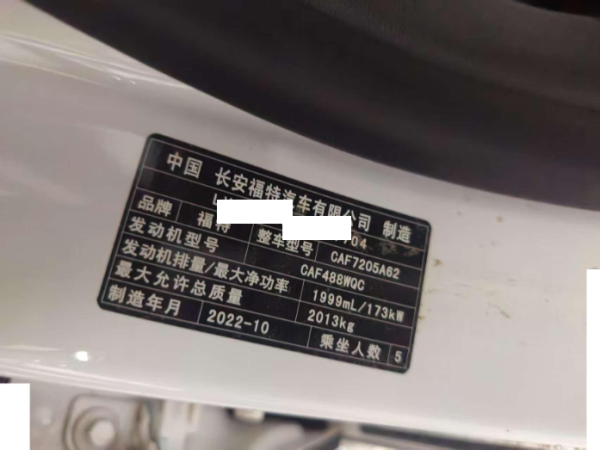 中国 长安福特汽车有限公司 制造
704
品牌 福特 整车型号 CAF7205A62
发动机型号 CAF488WQC
发动机排量/最大净功率 1999mL/173kW
最大允许总质量 2013kg
制造年月 2022-10 乘坐人数 5